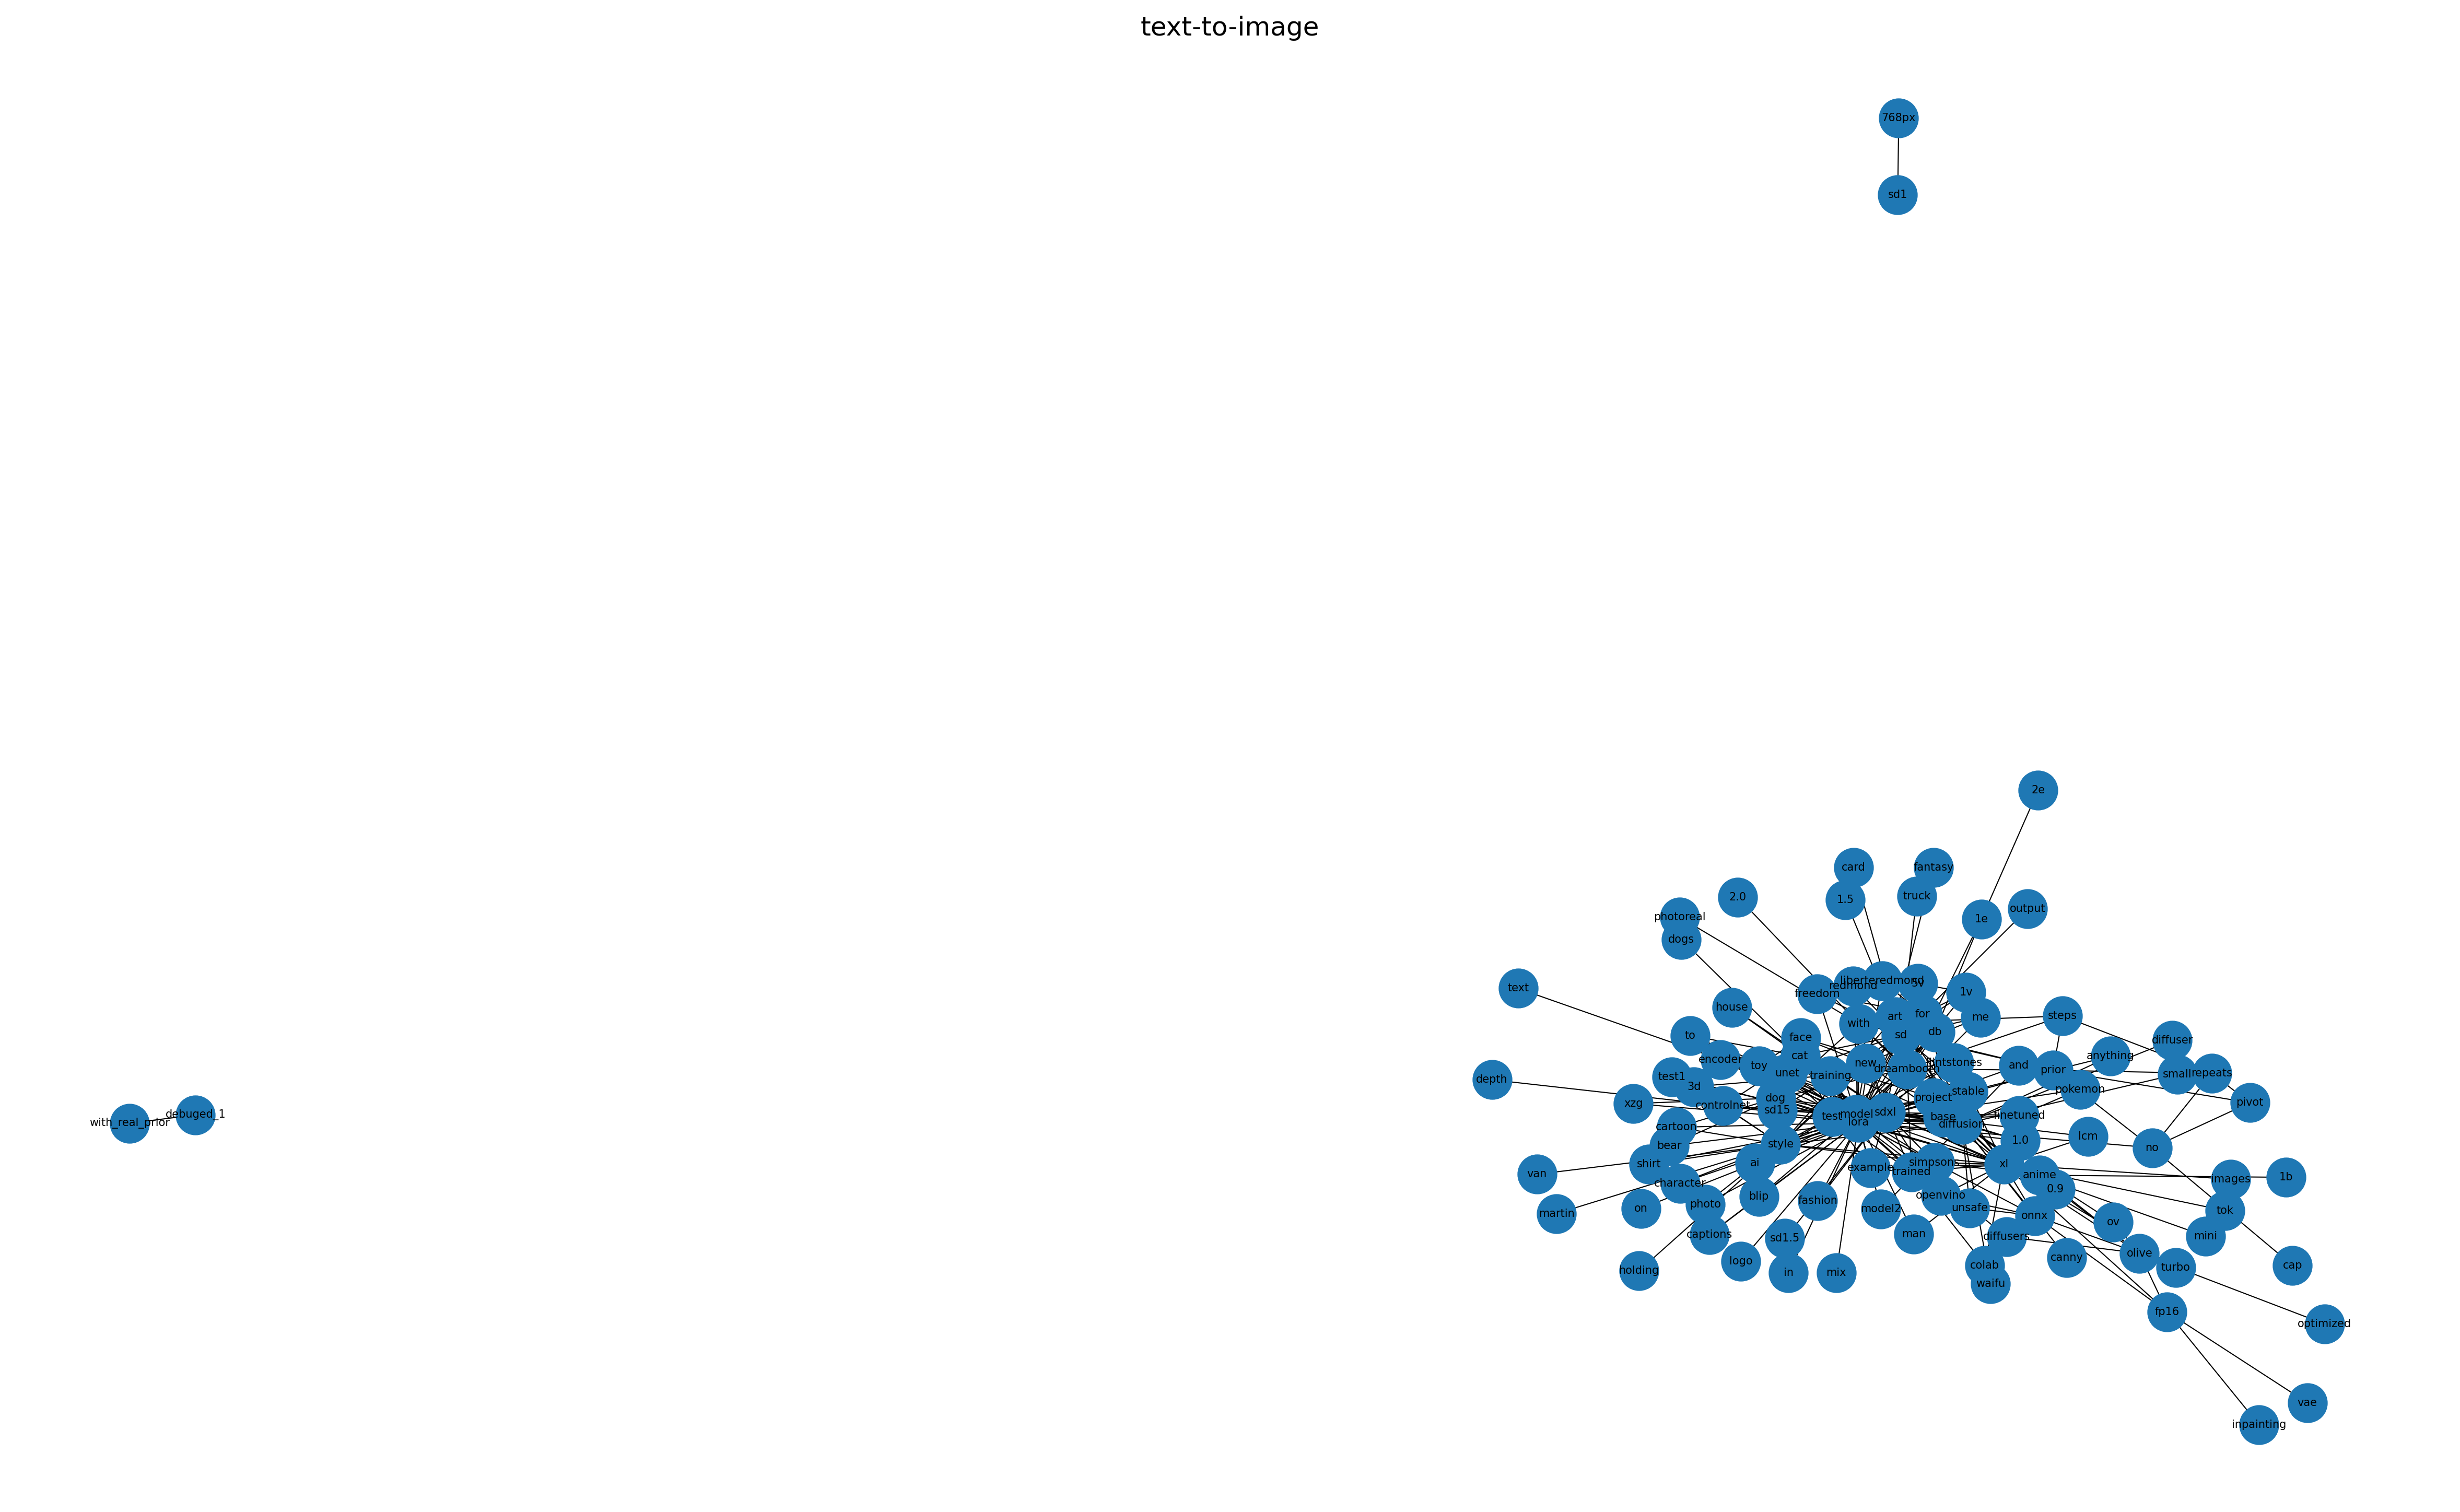 text-to-image
768px
sd1
2e
card
fantasy
2.0
1.5
truck
output
photoreal
1e
dogs
liberteredmond
5v
redmond
freedom
1v
text
house
art
for
me
steps
with
sd
db
to
face
diffuser
cat
anything
encoder
new
ntstones
toy
and
unet
dreambooth
prior
test1
training
small
repeats
depth
3d
stable
pokemon
dog
project
xzg
controlnet
sd15
pivot
debuged_1
test
model
sdxl
base
finetuned
with_real_prior
lora
diffusion
cartoon
lcm
1.0
style
bear
no
shirt
ai
simpsons
xl
van
example
trained
anime
character
images
1b
0.9
blip
openvino
fashion
photo
martin
on
model2
unsafe
tok
onnx
ov
captions
man
sd1.5
diffusers
mini
olive
logo
canny
holding
in
mix
colab
turbo
cap
waifu
fp16
optimized
vae
inpainting